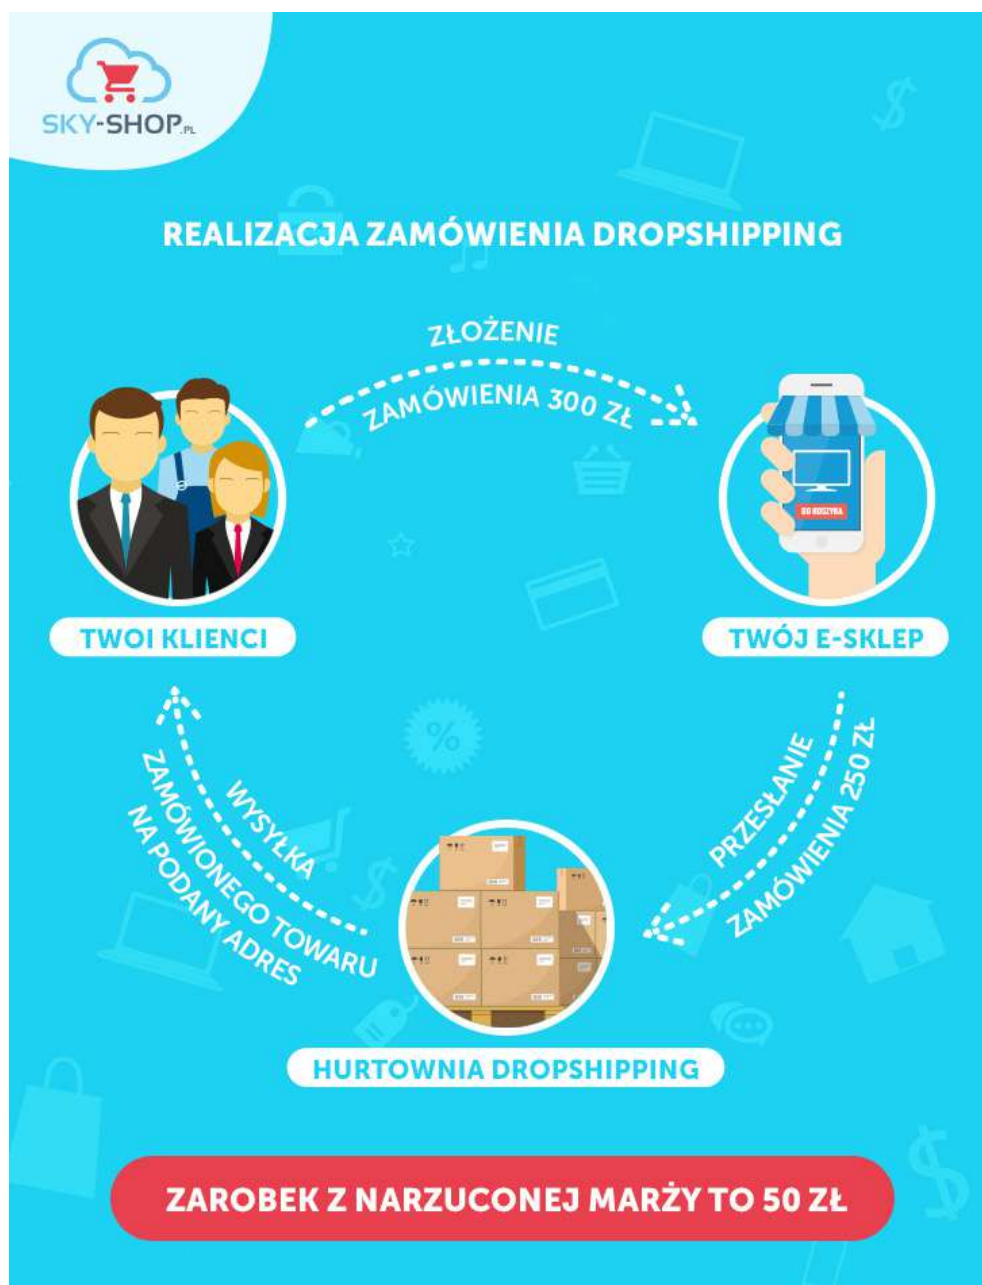 SKY-SHOP.PL
REALIZACJA ZAMÓWIENIA DROPSHIPPING
ZŁOŻENIE
ZAMÓWIENIA 300 ZŁ
DO KOSZYKA
TWOI KLIENCI
TWÓJ E-SKLEP
PRZESŁANIE
ZAMÓWIENIA 250 ZŁ
WYSYŁKA
ZAMÓWIONEGO TOWARU
NA PODANY ADRES
HURTOWNIA DROPSHIPPING
ZAROBEK Z NARZUCONEJ MARŻY TO 50 ZŁ